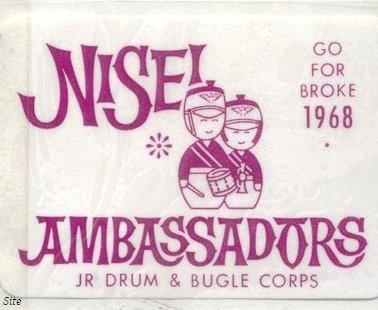 NISEI
GO
FOR
BROKE
1968
AMBASSADORS
JR DRUM & BUGLE CORPS
Site